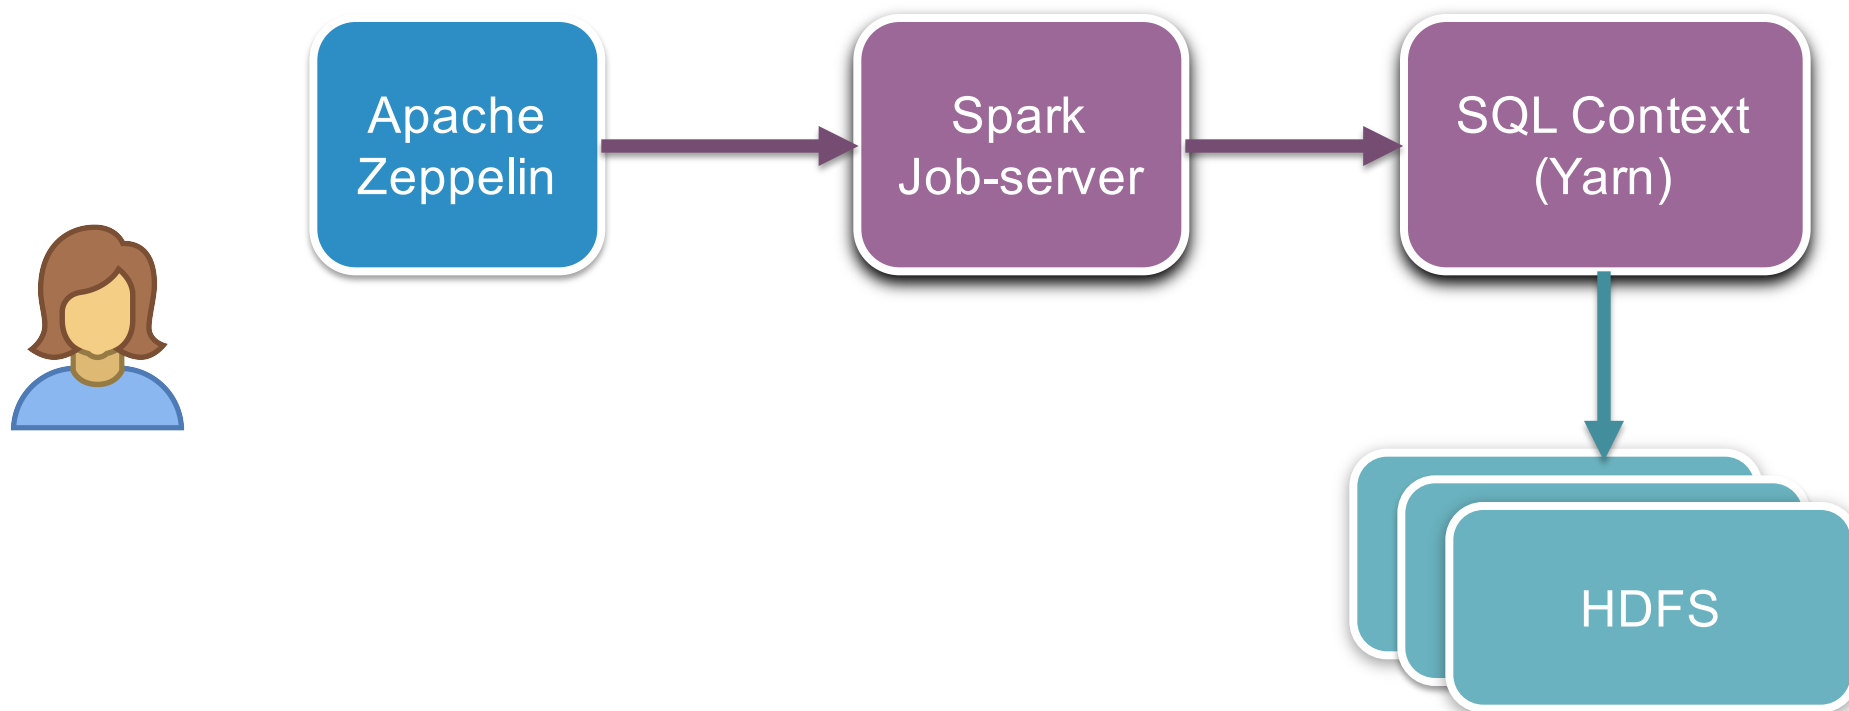 Apache
Zeppelin
Spark
Job-server
SQL Context
(Yarn)
HDFS